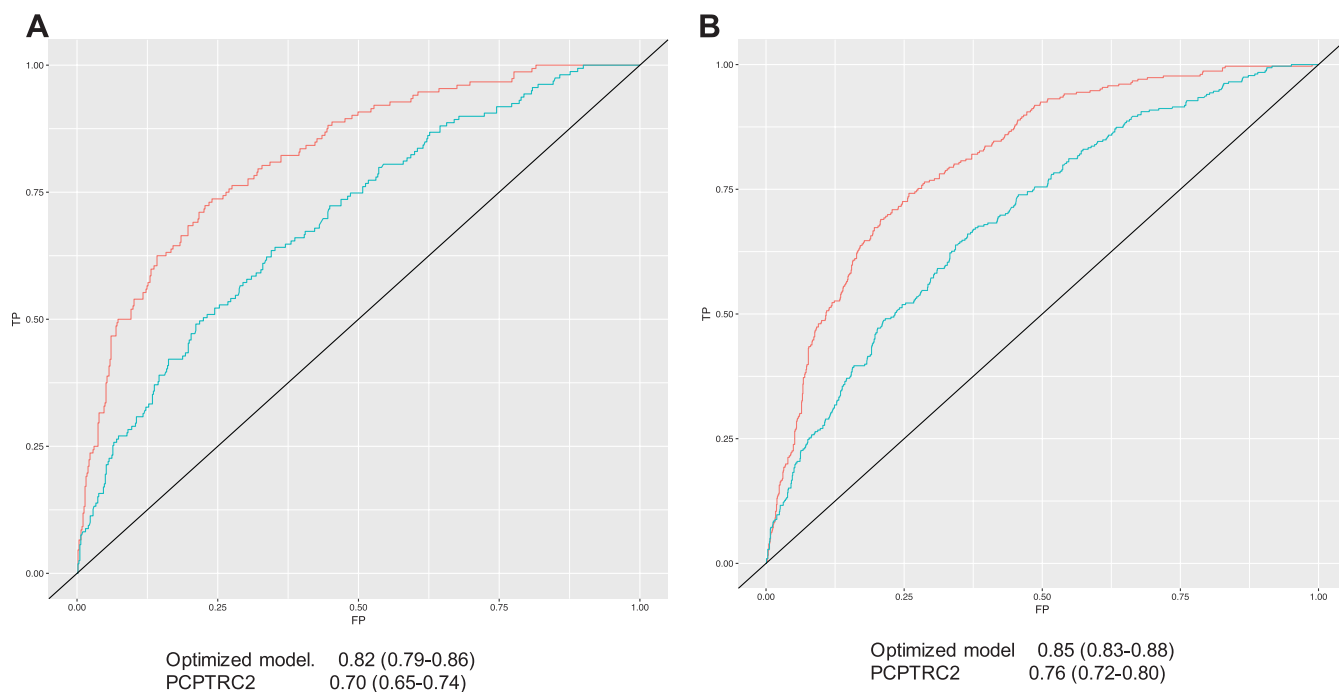 A
1.00
0.75
0.50
0.25
0.00
TP
0.00 0.25 0.50 0.75 1.00
FP
Optimized model. 0.82 (0.79-0.86)
PCPTRC2 0.70 (0.65-0.74)
B
1.00
0.75
0.50
0.25
0.00
TP
0.00 0.25 0.50 0.75 1.00
FP
Optimized model 0.85 (0.83-0.88)
PCPTRC2 0.76 (0.72-0.80)